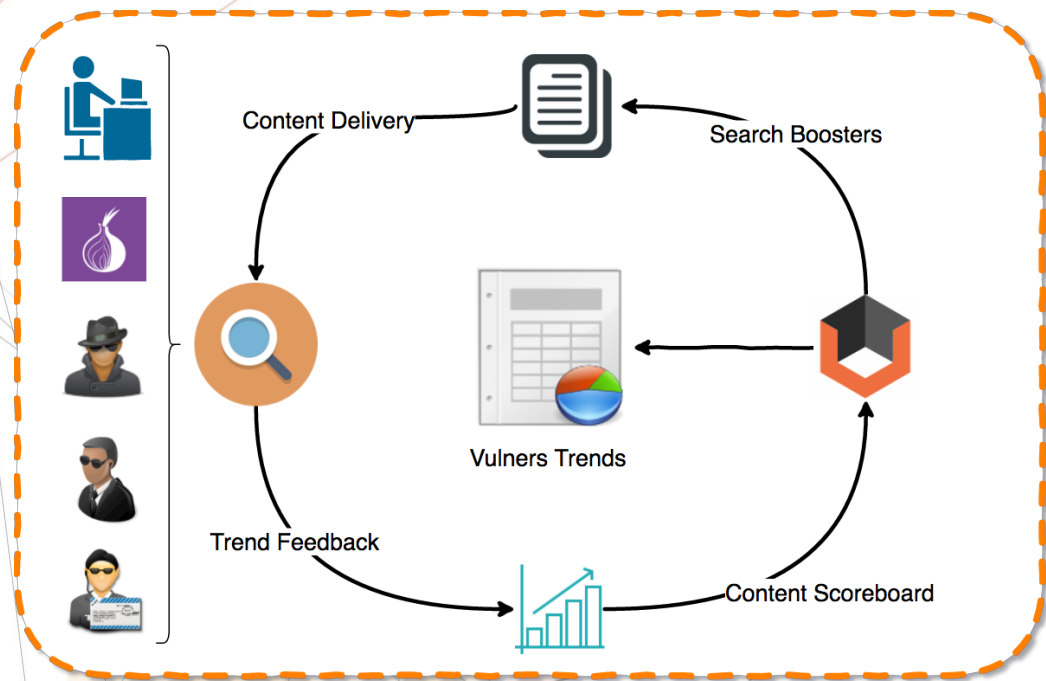 Content Delivery
Search Boosters
Vulners Trends
Trend Feedback
Content Scoreboard